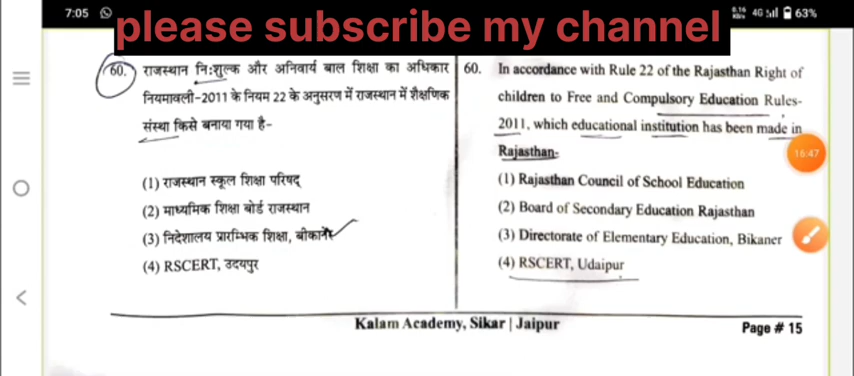 7:05
0.16 KB/s 4G 63%
please subscribe my channel
60. राजस्थान नि:शुल्क और अनिवार्य बाल शिक्षा का अधिकार
नियमावली-2011 के नियम 22 के अनुसरण में राजस्थान में शैक्षणिक
संस्था किसे बनाया गया है-
(1) राजस्थान स्कूल शिक्षा परिषद्
(2) माध्यमिक शिक्षा बोर्ड राजस्थान
(3) निदेशालय प्रारम्भिक शिक्षा, बीकानेर
(4) RSCERT, उदयपुर
60. In accordance with Rule 22 of the Rajasthan Right of
children to Free and Compulsory Education Rules-
2011, which educational institution has been made in
Rajasthan-
(1) Rajasthan Council of School Education
(2) Board of Secondary Education Rajasthan
(3) Directorate of Elementary Education, Bikaner
(4) RSCERT, Udaipur
16:47
Kalam Academy, Sikar | Jaipur
Page # 15